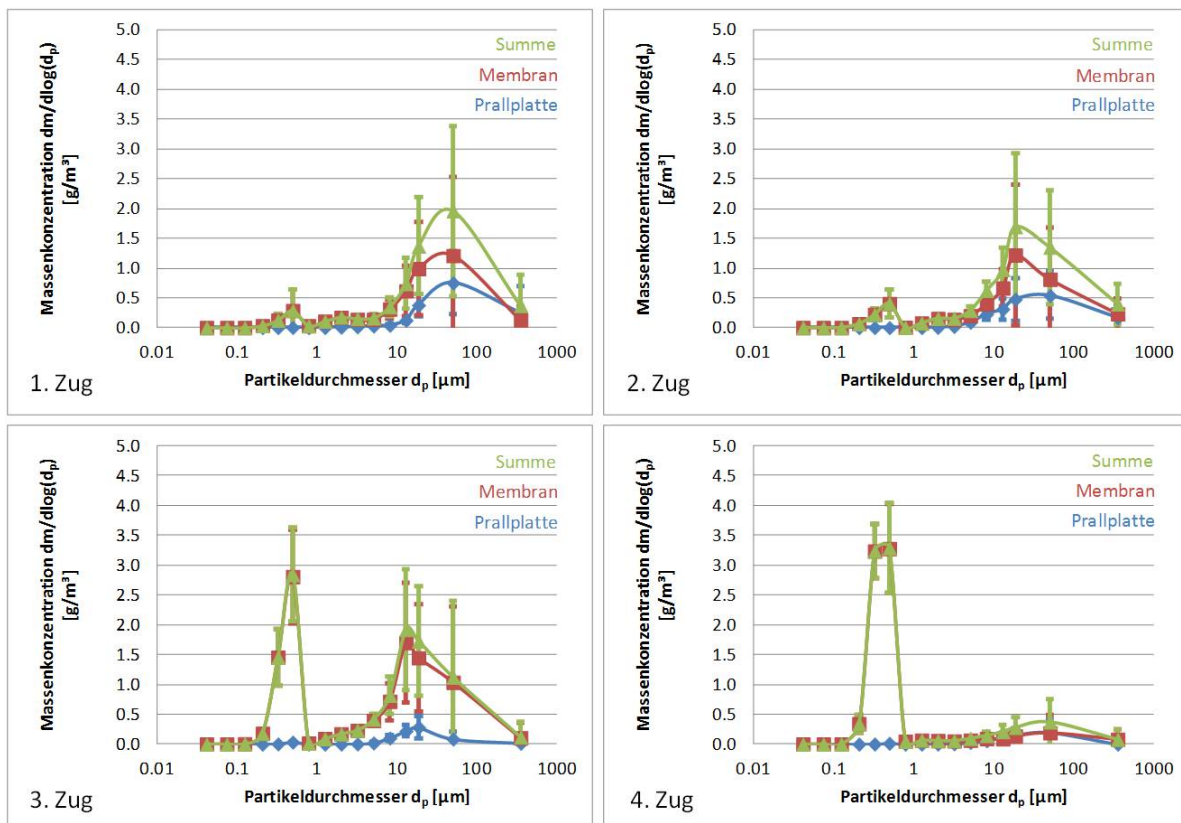 5.0
4.5
4.0
3.5
3.0
2.5
2.0
1.5
1.0
0.5
0.0
Massenkonzentration dm/dlog(dp)
[g/m³]
Summe
Membran
Prallplatte
0.01 0.1 1 10 100 1000
Partikeldurchmesser dp [µm]
1. Zug
5.0
4.5
4.0
3.5
3.0
2.5
2.0
1.5
1.0
0.5
0.0
Massenkonzentration dm/dlog(dp)
[g/m³]
Summe
Membran
Prallplatte
0.01 0.1 1 10 100 1000
Partikeldurchmesser dp [µm]
2. Zug
5.0
4.5
4.0
3.5
3.0
2.5
2.0
1.5
1.0
0.5
0.0
Massenkonzentration dm/dlog(dp)
[g/m³]
Summe
Membran
Prallplatte
0.01 0.1 1 10 100 1000
Partikeldurchmesser dp [µm]
3. Zug
5.0
4.5
4.0
3.5
3.0
2.5
2.0
1.5
1.0
0.5
0.0
Massenkonzentration dm/dlog(dp)
[g/m³]
Summe
Membran
Prallplatte
0.01 0.1 1 10 100 1000
Partikeldurchmesser dp [µm]
4. Zug